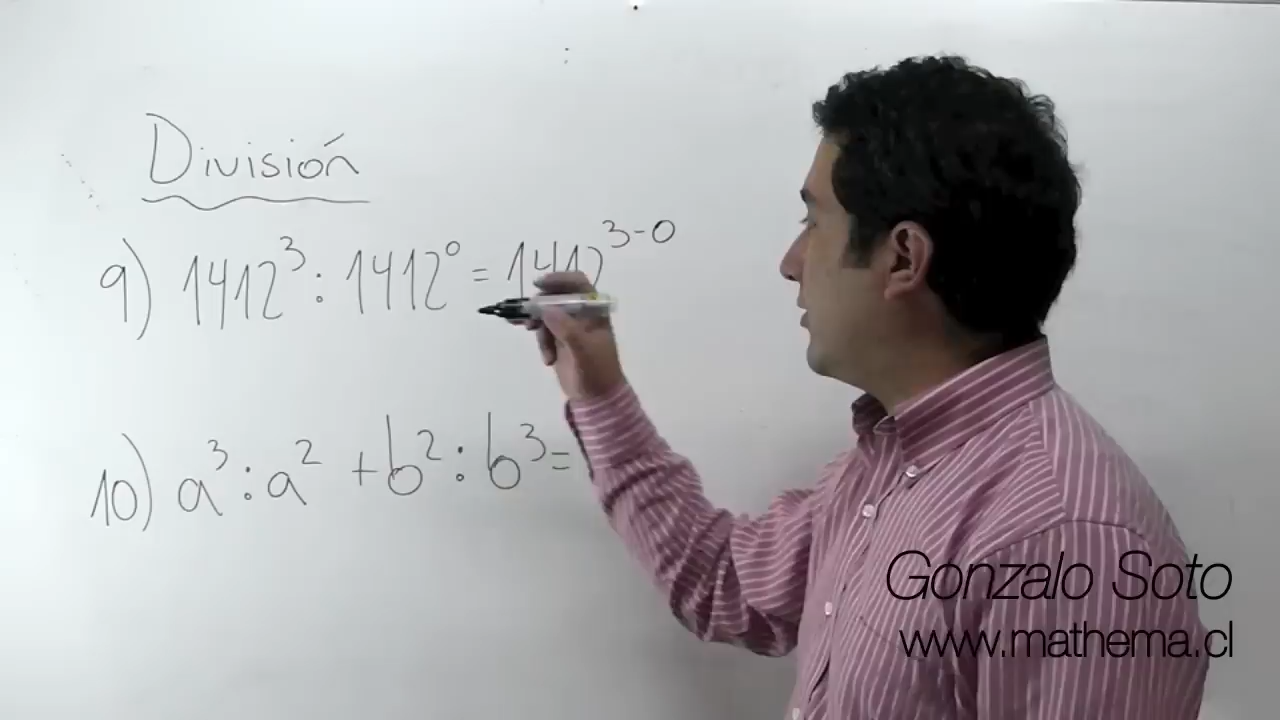 División
9) 1412³ : 1412⁰ = 1412³⁻⁰
10) a³ : a² + b² : b³ =
Gonzalo Soto
www.mathema.cl